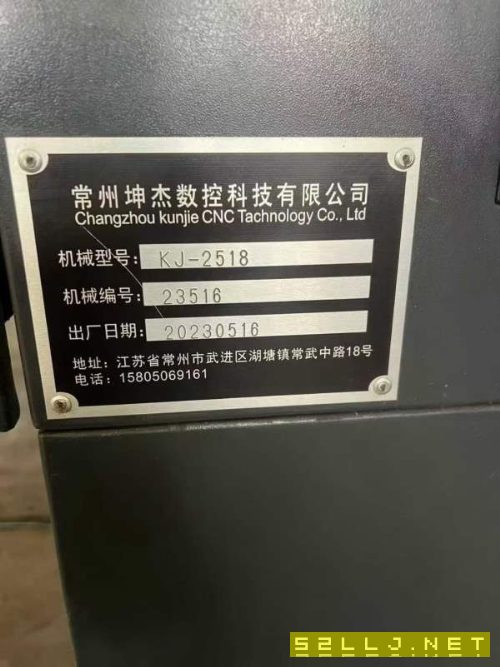 常州坤杰数控科技有限公司
Changzhou kunjie CNC Tachnology Co., Ltd
机械型号: KJ-2518
机械编号: 23516
出厂日期: 20230516
地址: 江苏省常州市武进区湖塘镇常武中路18号
电话: 15805069161
52LLJ.NET